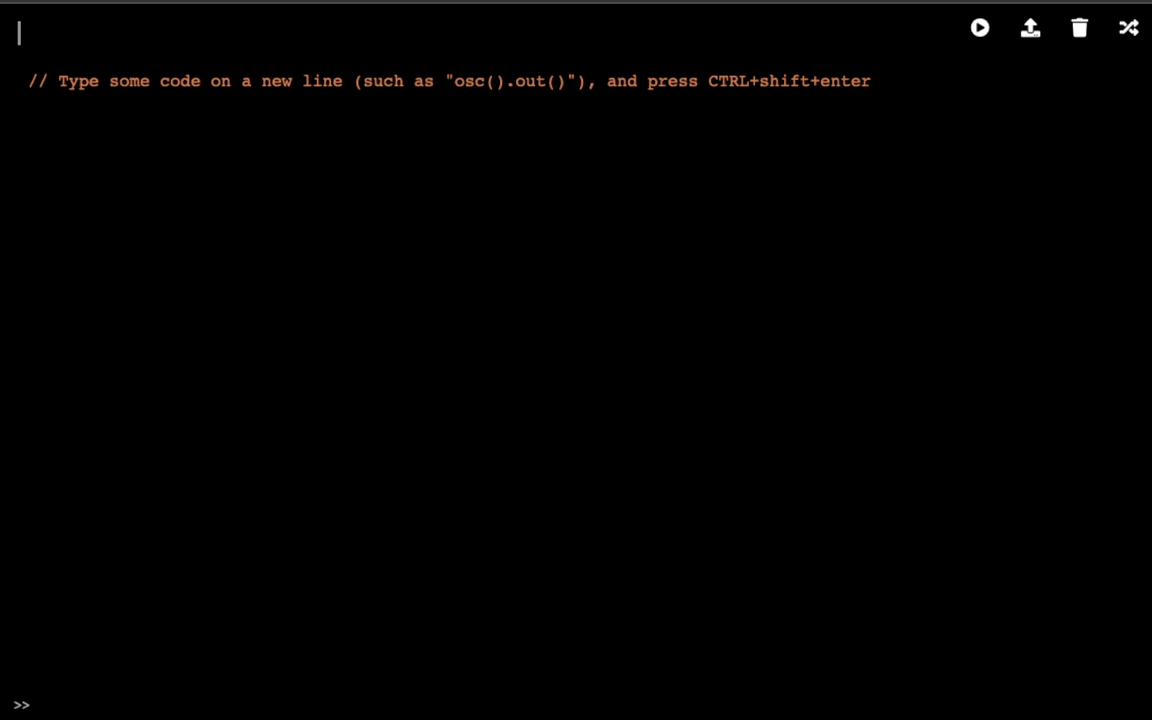 // Type some code on a new line (such as "osc().out()"), and press CTRL+shift+enter
>>